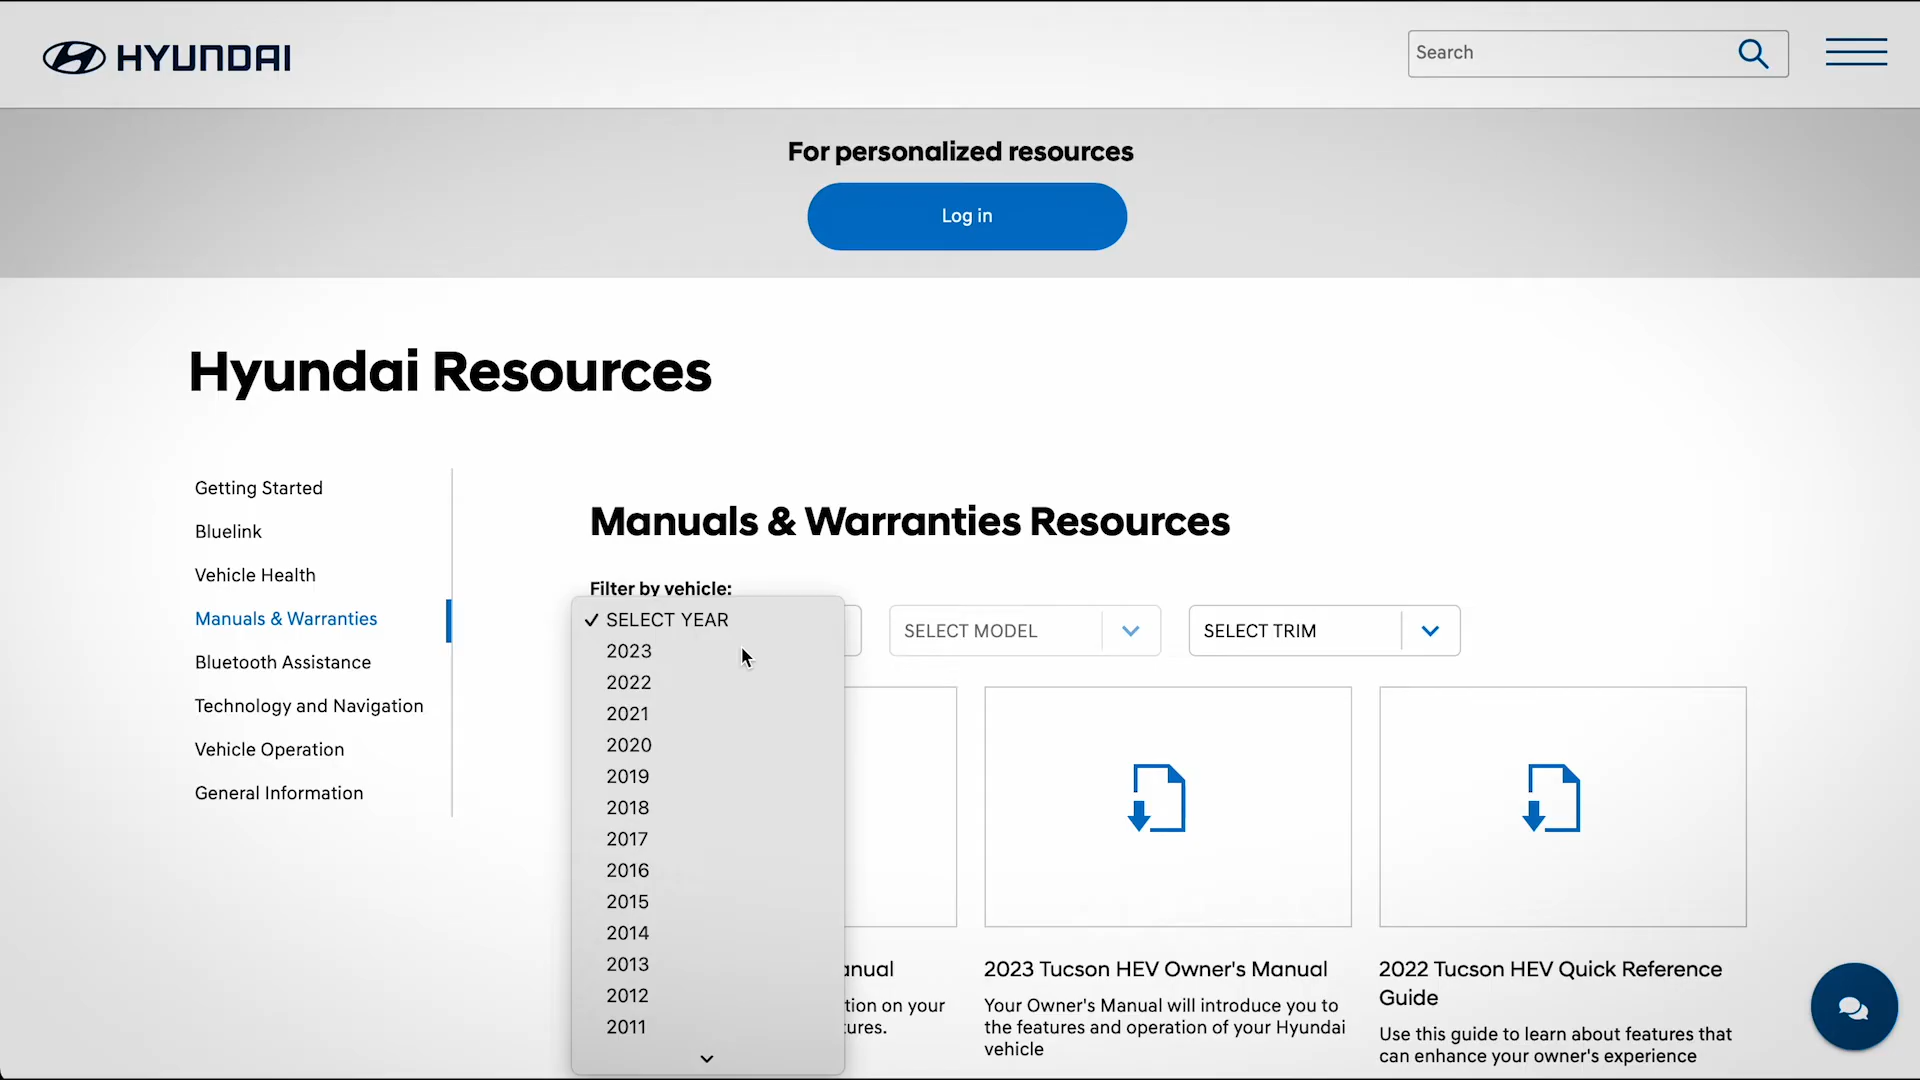 HYUNDAI
Search
For personalized resources
Log in
Hyundai Resources
Getting Started
Bluelink
Vehicle Health
Manuals & Warranties
Bluetooth Assistance
Technology and Navigation
Vehicle Operation
General Information
Manuals & Warranties Resources
Filter by vehicle:
✓ SELECT YEAR
2023
2022
2021
2020
2019
2018
2017
2016
2015
2014
2013
2012
2011
SELECT MODEL
SELECT TRIM
on your
2023 Tucson HEV Owner's Manual
Your Owner's Manual will introduce you to
the features and operation of your Hyundai
vehicle
2022 Tucson HEV Quick Reference
Guide
Use this guide to learn about features that
can enhance your owner's experience